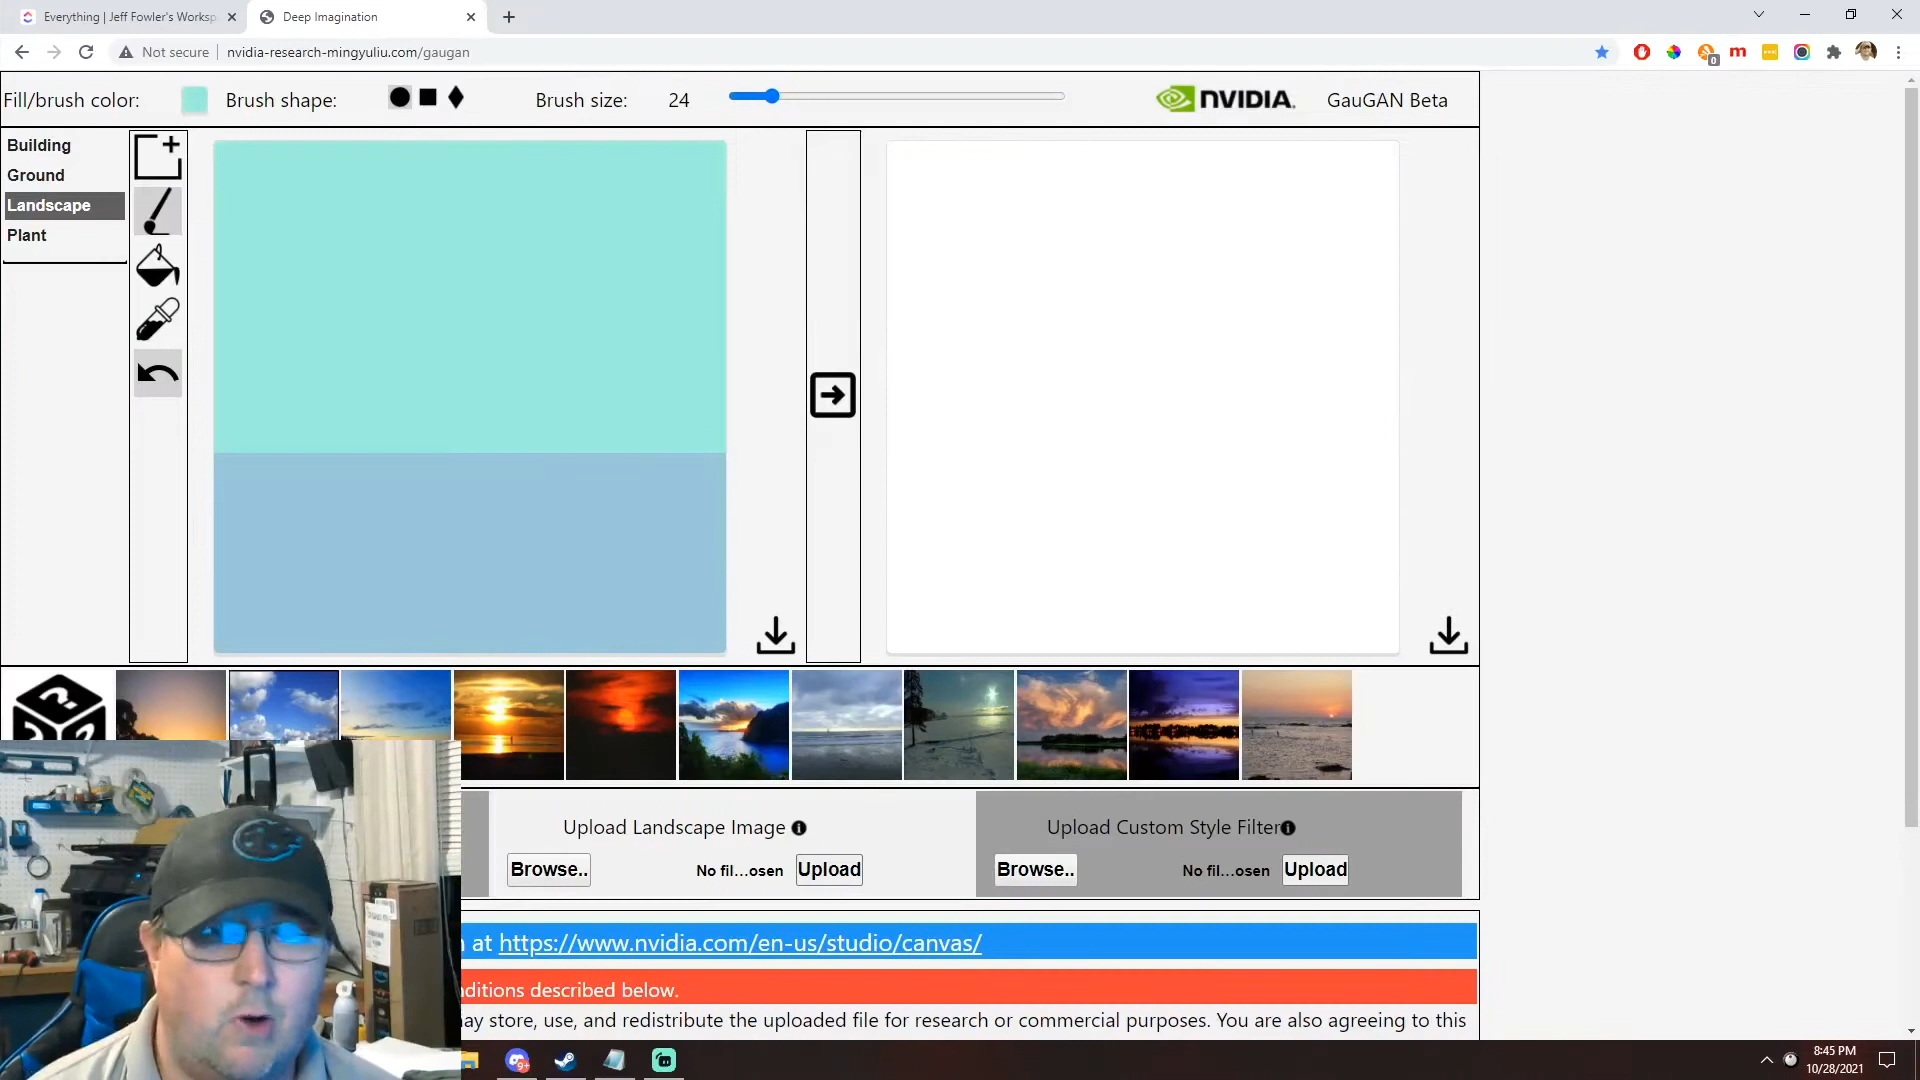 Everything | Jeff Fowler's Worksp
Deep Imagination
Not secure
nvidia-research-mingyuliu.com/gaugan
Fill/brush color:
Brush shape:
Brush size:
24
NVIDIA.
GauGAN Beta
Building
Ground
Landscape
Plant
Upload Landscape Image
Upload Custom Style Filter
Browse..
No fil...osen
Upload
Browse..
No fil...osen
Upload
at https://www.nvidia.com/en-us/studio/canvas/
nditions described below.
ay store, use, and redistribute the uploaded file for research or commercial purposes. You are also agreeing to this
8:45 PM
10/28/2021